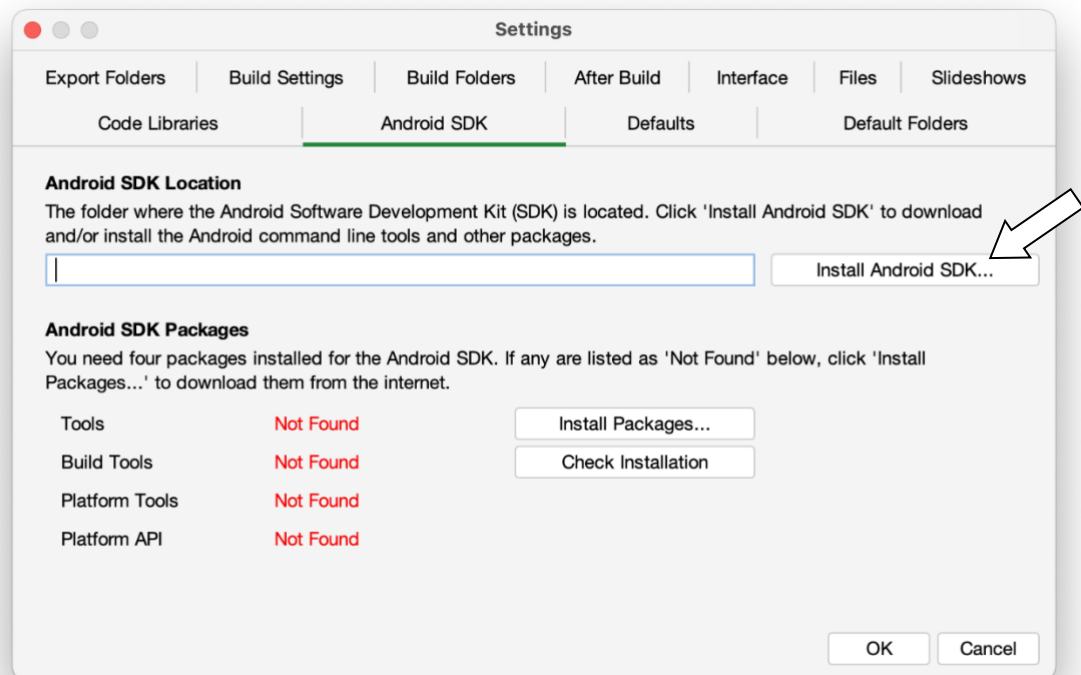 Settings
Export Folders Build Settings Build Folders After Build Interface Files Slideshows
Code Libraries Android SDK Defaults Default Folders
Android SDK Location
The folder where the Android Software Development Kit (SDK) is located. Click 'Install Android SDK' to download
and/or install the Android command line tools and other packages.
Install Android SDK...
Android SDK Packages
You need four packages installed for the Android SDK. If any are listed as 'Not Found' below, click 'Install
Packages...' to download them from the internet.
Tools Not Found Install Packages...
Build Tools Not Found Check Installation
Platform Tools Not Found
Platform API Not Found
OK Cancel